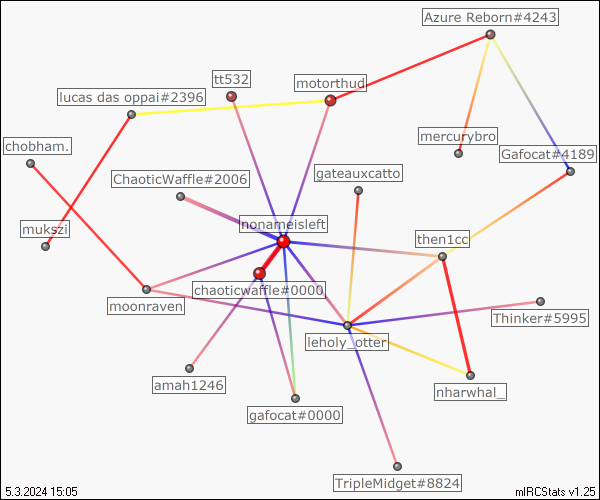 Azure Reborn#4243
tt532
motorthud
lucas das oppai#2396
mercurybro
chobham.
Gafocat#4189
ChaoticWaffle#2006
gateauxcatto
nonameisleft
mukszi
then1cc
chaoticwaffle#0000
moonraven
Thinker#5995
leholy_otter
amah1246
nharwhal_
gafocat#0000
TripleMidget#8824
5.3.2024 15:05
mIRCStats v1.25